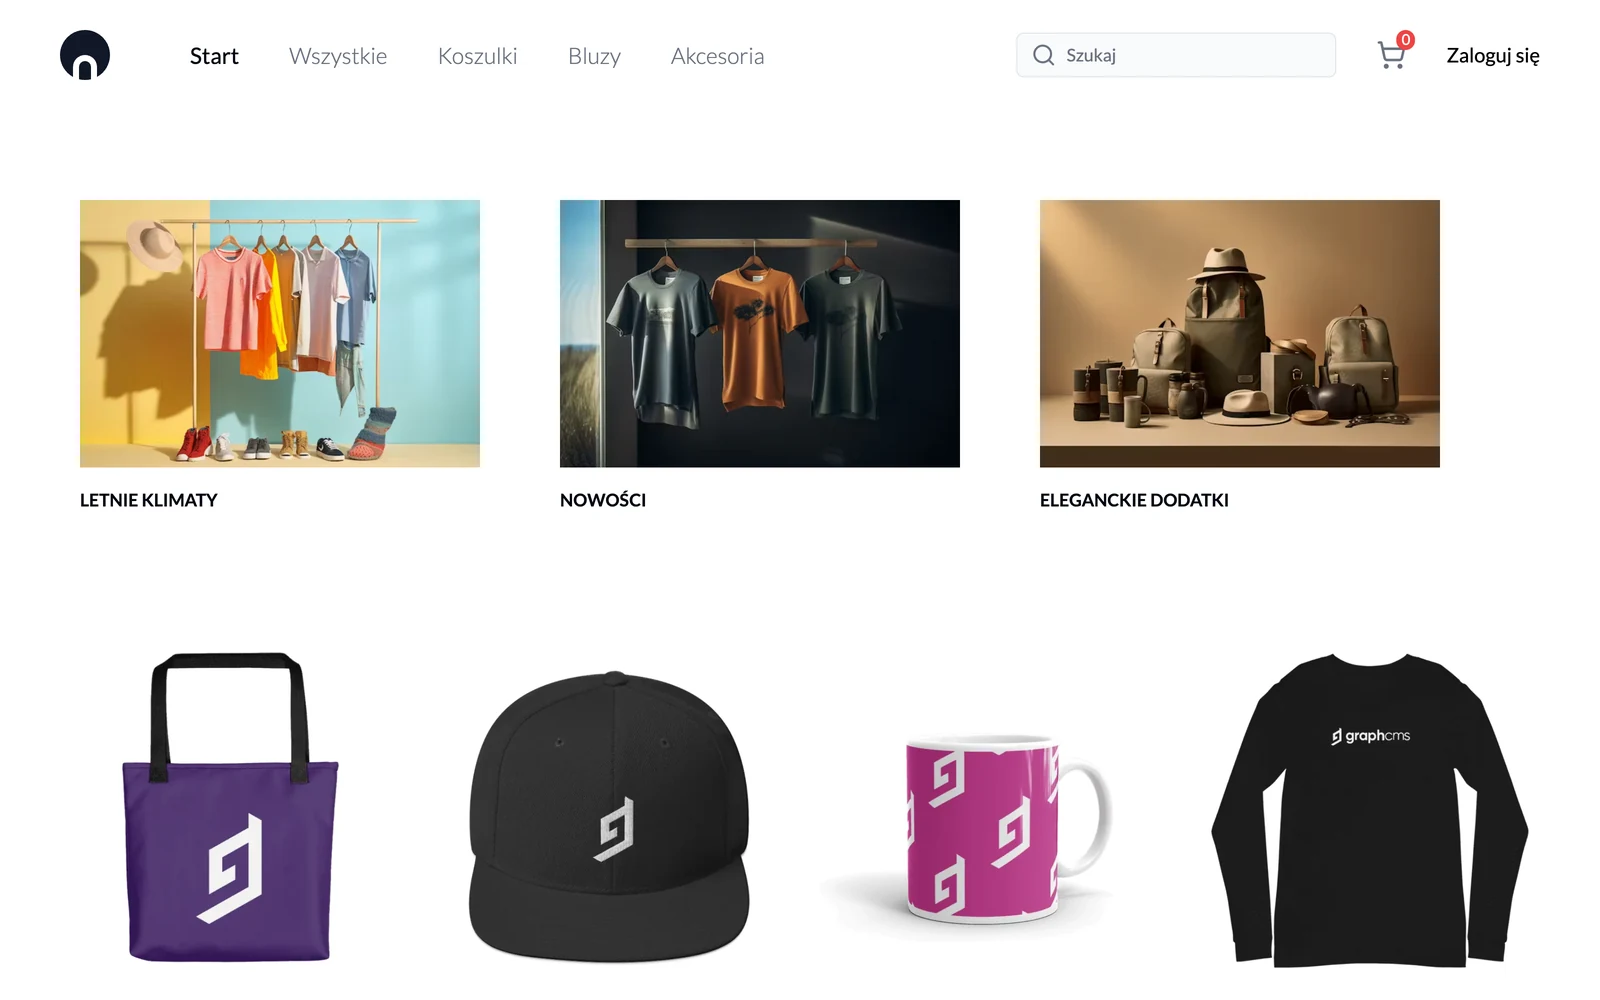 Start
Wszystkie
Koszulki
Bluzy
Akcesoria
Szukaj
0
Zaloguj się
LETNIE KLIMATY
NOWOŚCI
ELEGANCKIE DODATKI
graphcms